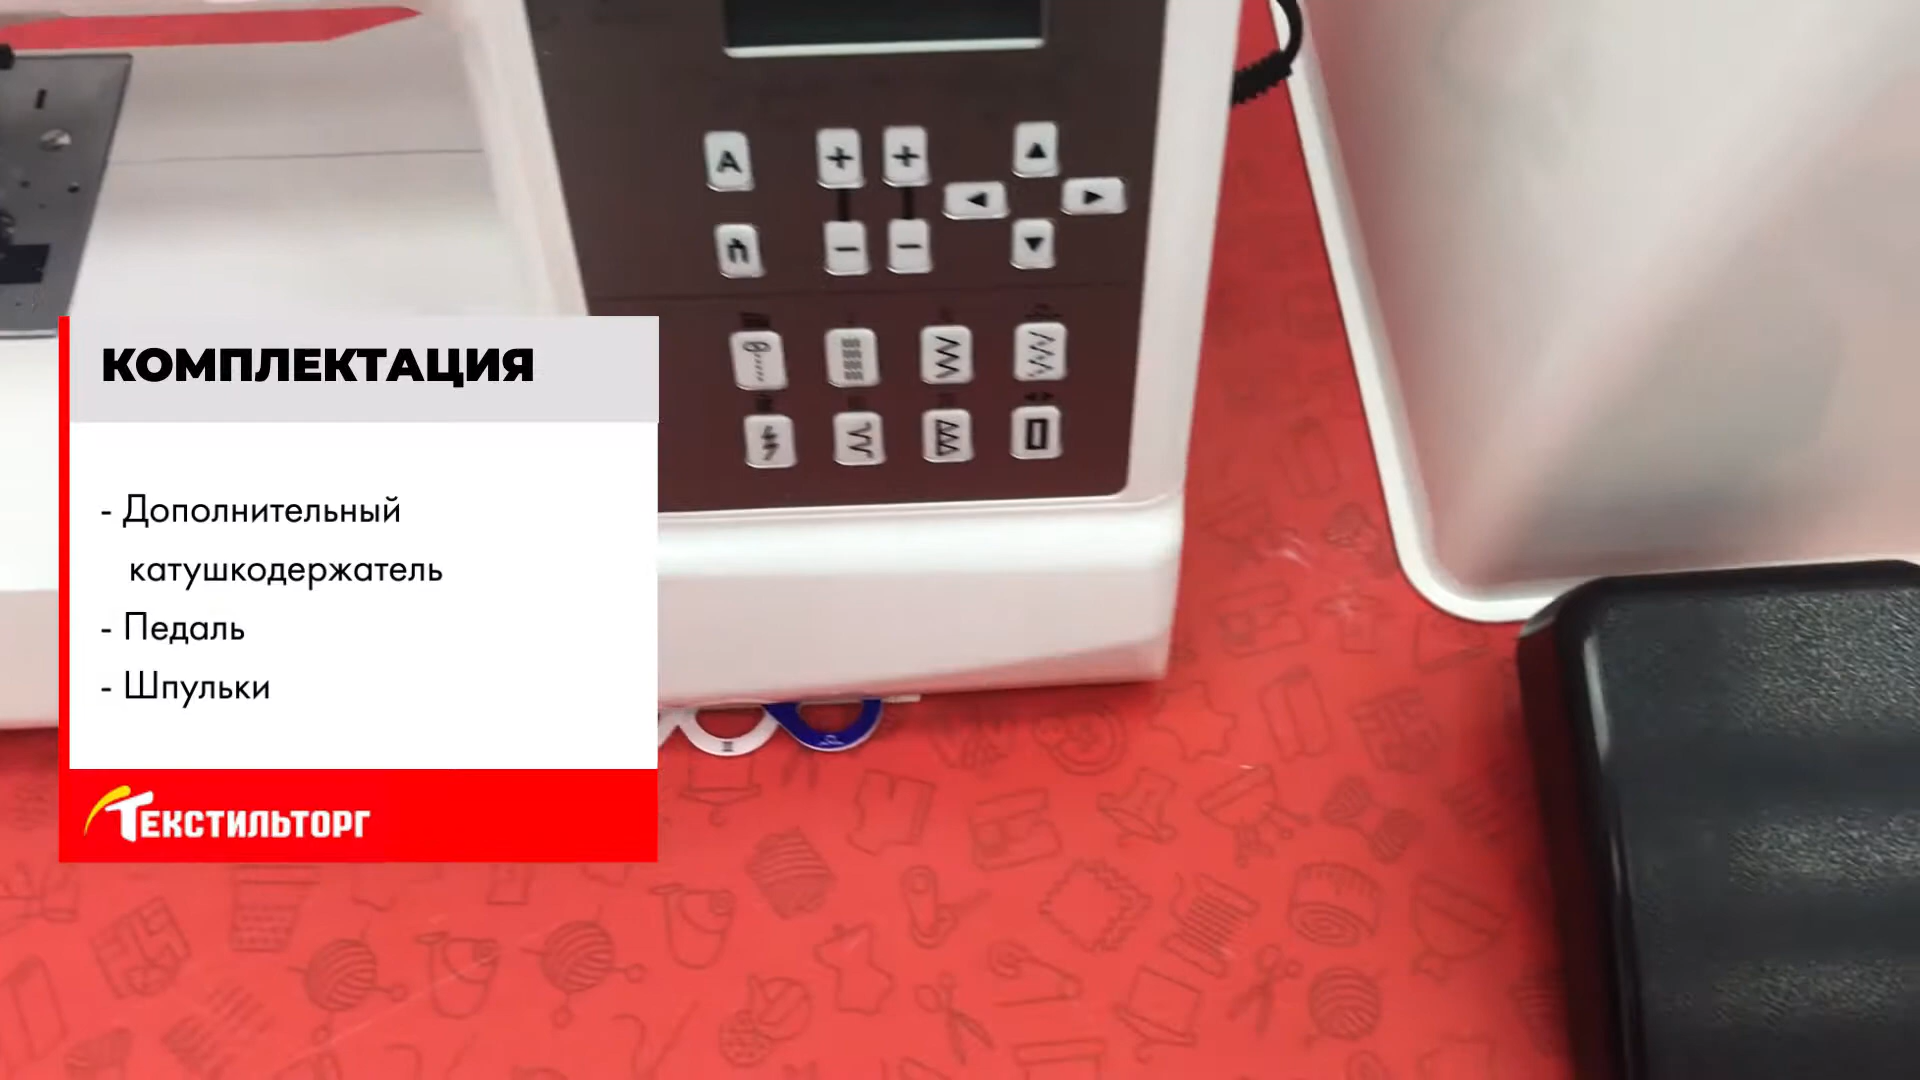 A
КОМПЛЕКТАЦИЯ
- Дополнительный
катушкодержатель
- Педаль
- Шпульки
ТЕКСТИЛЬТОРГ